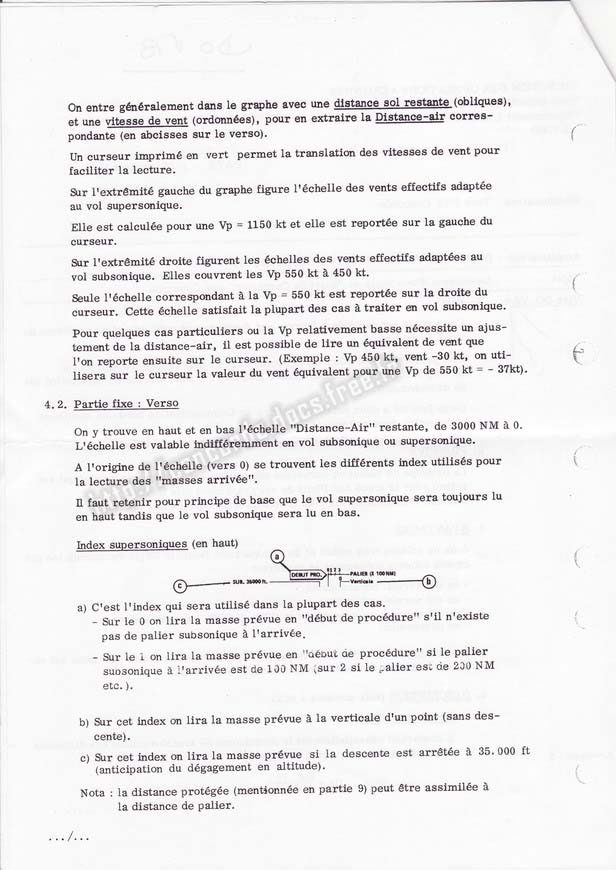 On entre généralement dans le graphe avec une distance sol restante (obliques),
et une vitesse de vent (ordonnées), pour en extraire la Distance-air corres-
pondante (en abcisses sur le verso).
Un curseur imprimé en vert permet la translation des vitesses de vent pour
faciliter la lecture.
Sur l'extrêmité gauche du graphe figure l'échelle des vents effectifs adaptée
au vol supersonique.
Elle est calculée pour une Vp = 1150 kt et elle est reportée sur la gauche du
curseur.
Sur l'extrêmité droite figurent les échelles des vents effectifs adaptées au
vol subsonique. Elles couvrent les Vp 550 kt à 450 kt.
Seule l'échelle correspondant à la Vp = 550 kt est reportée sur la droite du
curseur. Cette échelle satisfait la plupart des cas à traiter en vol subsonique.
Pour quelques cas particuliers ou la Vp relativement basse nécessite un ajus-
tement de la distance-air, il est possible de lire un équivalent de vent que
l'on reporte ensuite sur le curseur. (Exemple : Vp 450 kt, vent -30 kt, on uti-
lisera sur le curseur la valeur du vent équivalent pour une Vp de 550 kt = - 37kt).
4.2. Partie fixe : Verso
On y trouve en haut et en bas l'échelle "Distance-Air" restante, de 3000 NM à 0.
L'échelle est valable indifféremment en vol subsonique ou supersonique.
A l'origine de l'échelle (vers 0) se trouvent les différents index utilisés pour
la lecture des "masses arrivée".
Il faut retenir pour principe de base que le vol supersonique sera toujours lu
en haut tandis que le vol subsonique sera lu en bas.
Index supersoniques (en haut)
a
0 1 2 3
DEBUT PRO. PALIER (X 100 NM)
c SUB. 35000 ft. 0 Verticale b
a) C'est l'index qui sera utilisé dans la plupart des cas.
- Sur le 0 on lira la masse prévue en "début de procédure" s'il n'existe
pas de palier subsonique à l'arrivée.
- Sur le 1 on lira la masse prévue en "début de procédure" si le palier
subsonique à l'arrivée est de 100 NM (sur 2 si le palier est de 200 NM
etc.).
b) Sur cet index on lira la masse prévue à la verticale d'un point (sans des-
cente).
c) Sur cet index on lira la masse prévue si la descente est arrêtée à 35.000 ft
(anticipation du dégagement en altitude).
Nota : la distance protégée (mentionnée en partie 9) peut être assimilée à
la distance de palier.
.../...